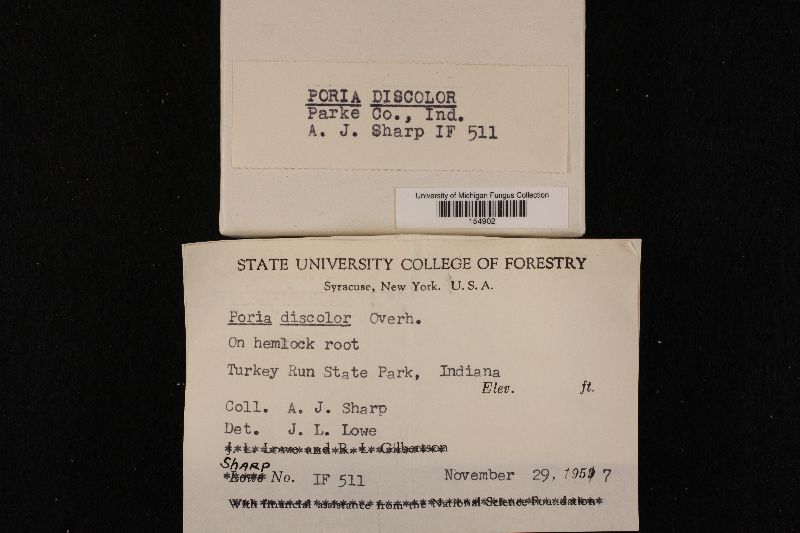 PORIA DISCOLOR
Parke Co., Ind.
A. J. Sharp IF 511
University of Michigan Fungus Collection
154902
STATE UNIVERSITY COLLEGE OF FORESTRY
Syracuse, New York. U. S. A.
Poria discolor Overh.
On hemlock root
Turkey Run State Park, Indiana
Elev. ft.
Coll. A. J. Sharp
Det. J. L. Lowe
J. L. Lowe and R. L. Gilbertson
SHARP
Lowe No. IF 511 November 29, 1957
With financial assistance from the National Science Foundation